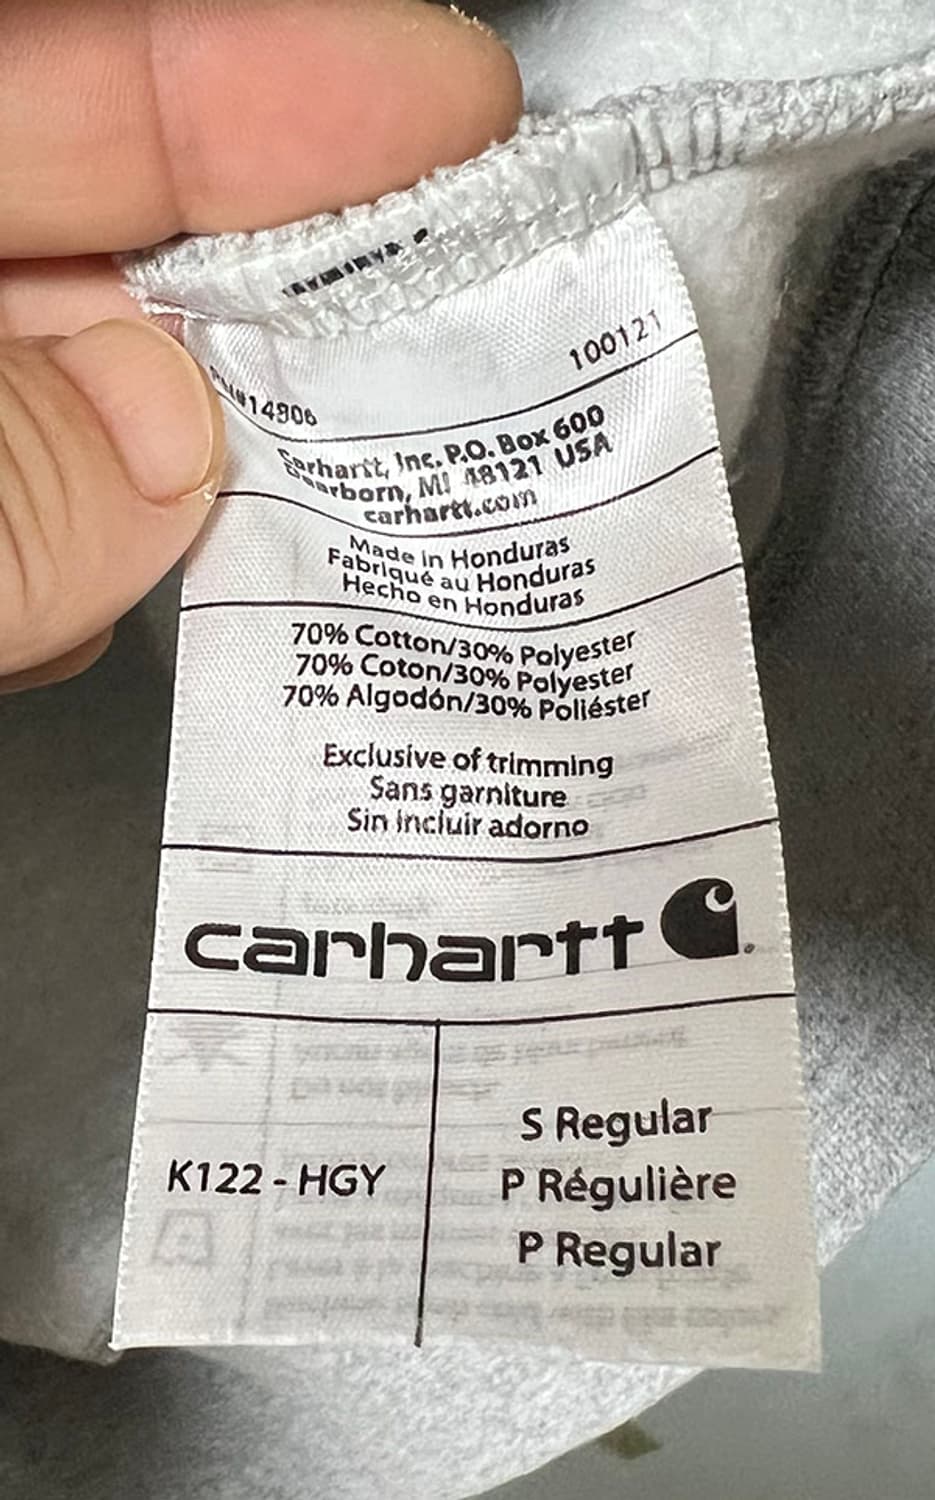 100121
14806
Carhartt, Inc. P.O. Box 600
Dearborn, MI 48121 USA
carhartt.com
Made in Honduras
Fabriqué au Honduras
Hecho en Honduras
70% Cotton/30% Polyester
70% Coton/30% Polyester
70% Algodón/30% Poliéster
Exclusive of trimming
Sans garniture
Sin incluir adorno
carhartt
K122 - HGY
S Regular
P Régulière
P Regular